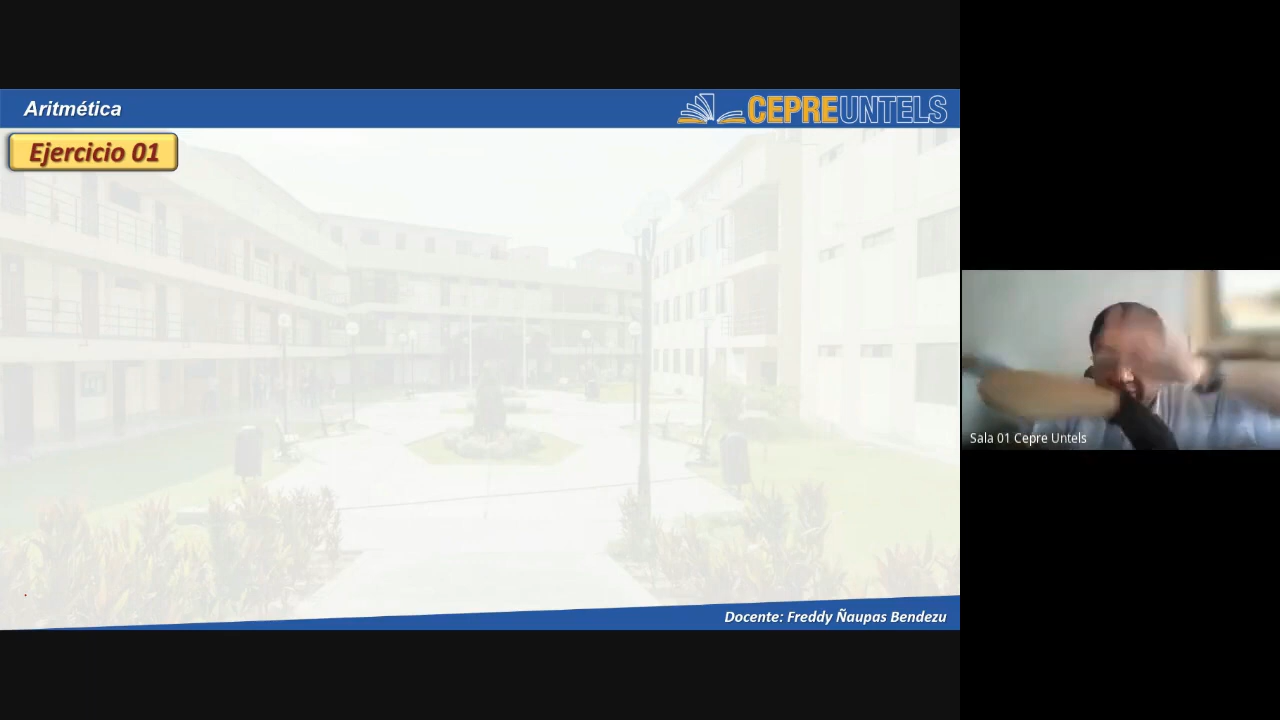 Aritmética
CEPREUNTELS
Ejercicio 01
Sala 01 Cepre Untels
Docente: Freddy Ñaupas Bendezu